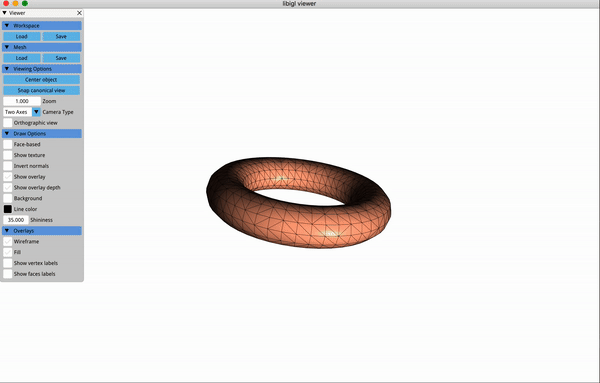 libigl viewer
Viewer
Workspace
Load Save
Mesh
Load Save
Viewing Options
Center object
Snap canonical view
1.000 Zoom
Two Axes Camera Type
Orthographic view
Draw Options
Face-based
Show texture
Invert normals
Show overlay
Show overlay depth
Background
Line color
35.000 Shininess
Overlays
Wireframe
Fill
Show vertex labels
Show faces labels